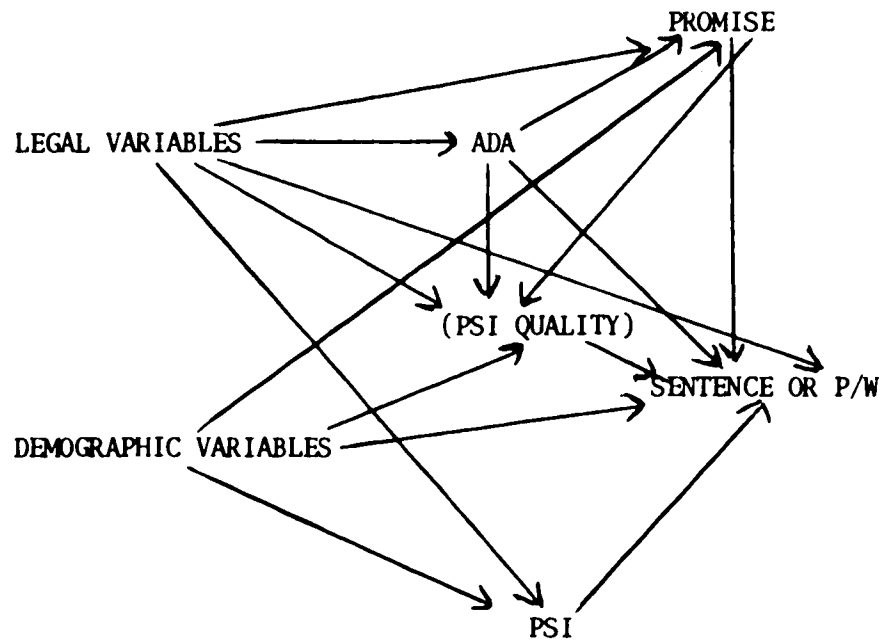 PROMISE
LEGAL VARIABLES
ADA
(PSI QUALITY)
SENTENCE OR P/W
DEMOGRAPHIC VARIABLES
PSI